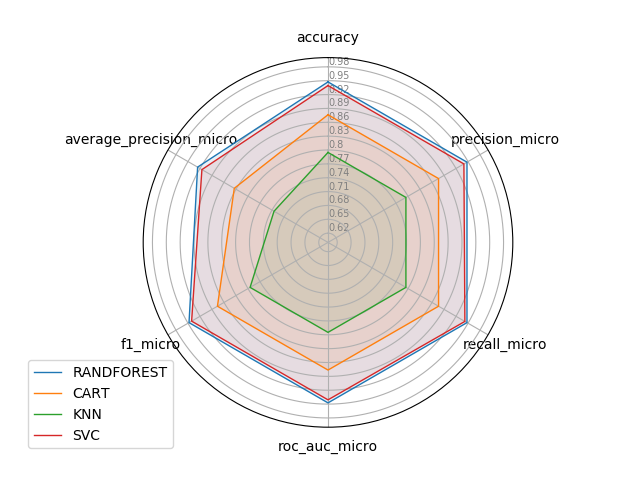 accuracy
0.98
0.95
0.92
0.89
0.86
0.83
0.8
0.77
0.74
0.71
0.68
0.65
0.62
average_precision_micro
precision_micro
f1_micro
recall_micro
roc_auc_micro
RANDFOREST
CART
KNN
SVC